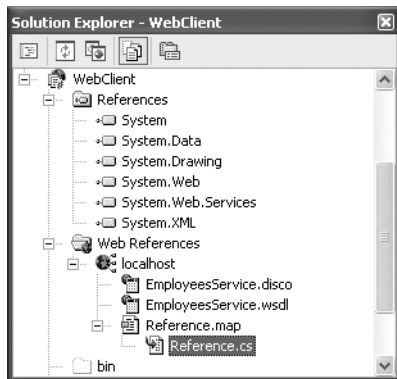 Solution Explorer - WebClient
WebClient
References
System
System.Data
System.Drawing
System.Web
System.Web.Services
System.XML
Web References
localhost
EmployeesService.disco
EmployeesService.wsdl
Reference.map
Reference.cs
bin